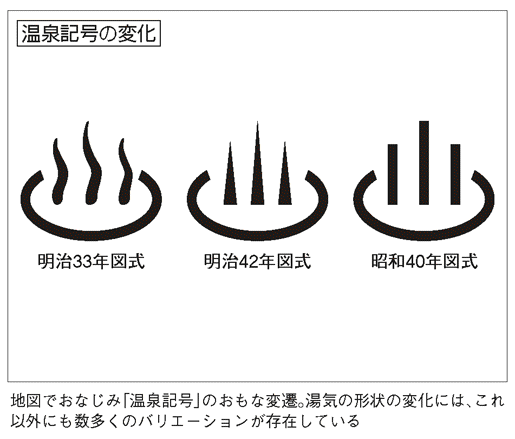 温泉記号の変化
明治33年図式
明治42年図式
昭和40年図式
地図でおなじみ「温泉記号」のおもな変遷。湯気の形状の変化には、これ
以外にも数多くのバリエーションが存在している